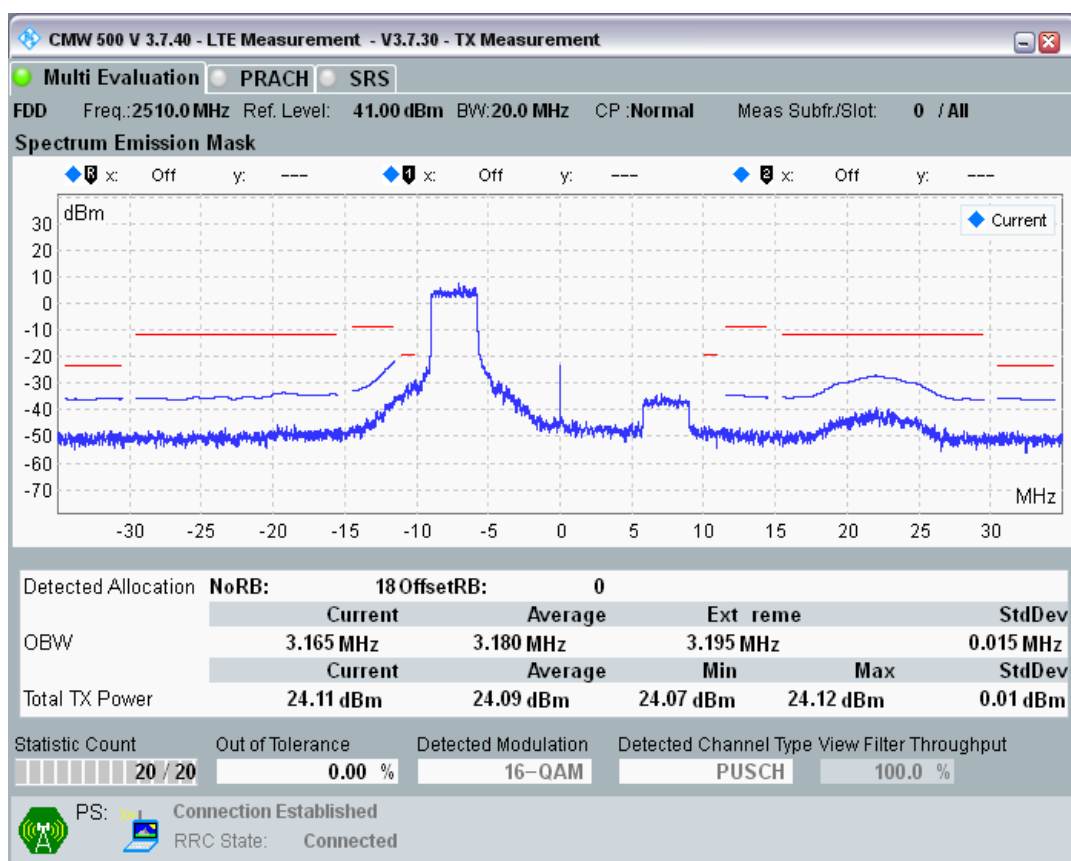 CMW 500 V 3.7.40 - LTE Measurement - V3.7.30 - TX Measurement
Multi Evaluation PRACH SRS
FDD Freq.:2510.0 MHz Ref. Level: 41.00 dBm BW:20.0 MHz CP :Normal Meas Subfr./Slot: 0 / All
Spectrum Emission Mask
R x: Off y: --- 1 x: Off y: --- 2 x: Off y: ---
dBm
Current
30
20
10
0
-10
-20
-30
-40
-50
-60
-70
MHz
-30 -25 -20 -15 -10 -5 0 5 10 15 20 25 30
Detected Allocation NoRB: 18 OffsetRB: 0
Current Average Ext reme StdDev
OBW 3.165 MHz 3.180 MHz 3.195 MHz 0.015 MHz
Current Average Min Max StdDev
Total TX Power 24.11 dBm 24.09 dBm 24.07 dBm 24.12 dBm 0.01 dBm
Statistic Count Out of Tolerance Detected Modulation Detected Channel Type View Filter Throughput
20 / 20 0.00 % 16-QAM PUSCH 100.0 %
PS: Connection Established
RRC State: Connected